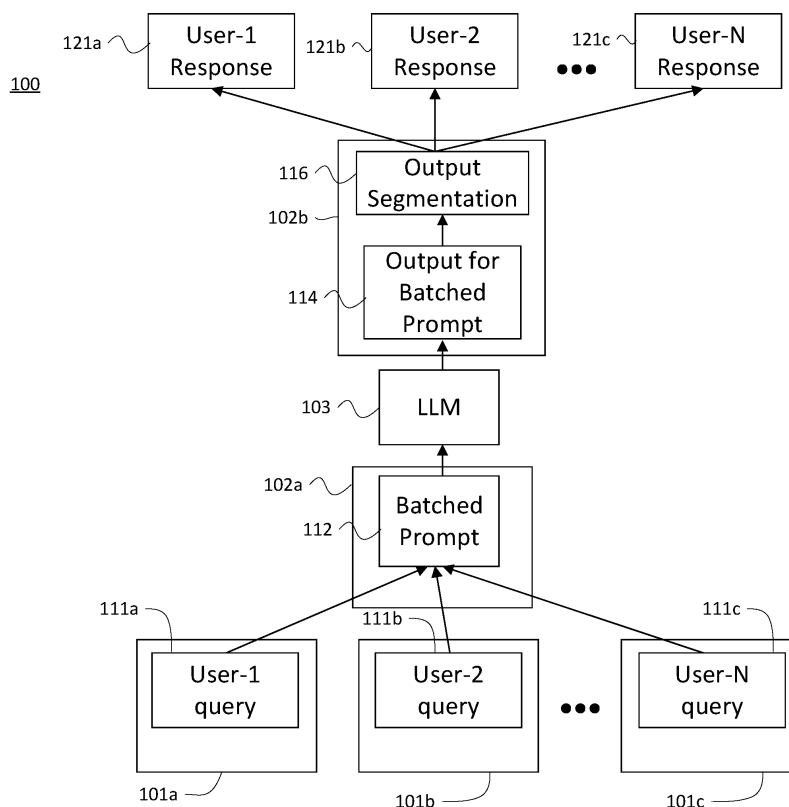 121a
User-1
Response
121b
User-2
Response
121c
User-N
Response
100
116
Output
Segmentation
102b
114
Output for
Batched
Prompt
103
LLM
102a
112
Batched
Prompt
111a
User-1
query
101a
111b
User-2
query
101b
111c
User-N
query
101c